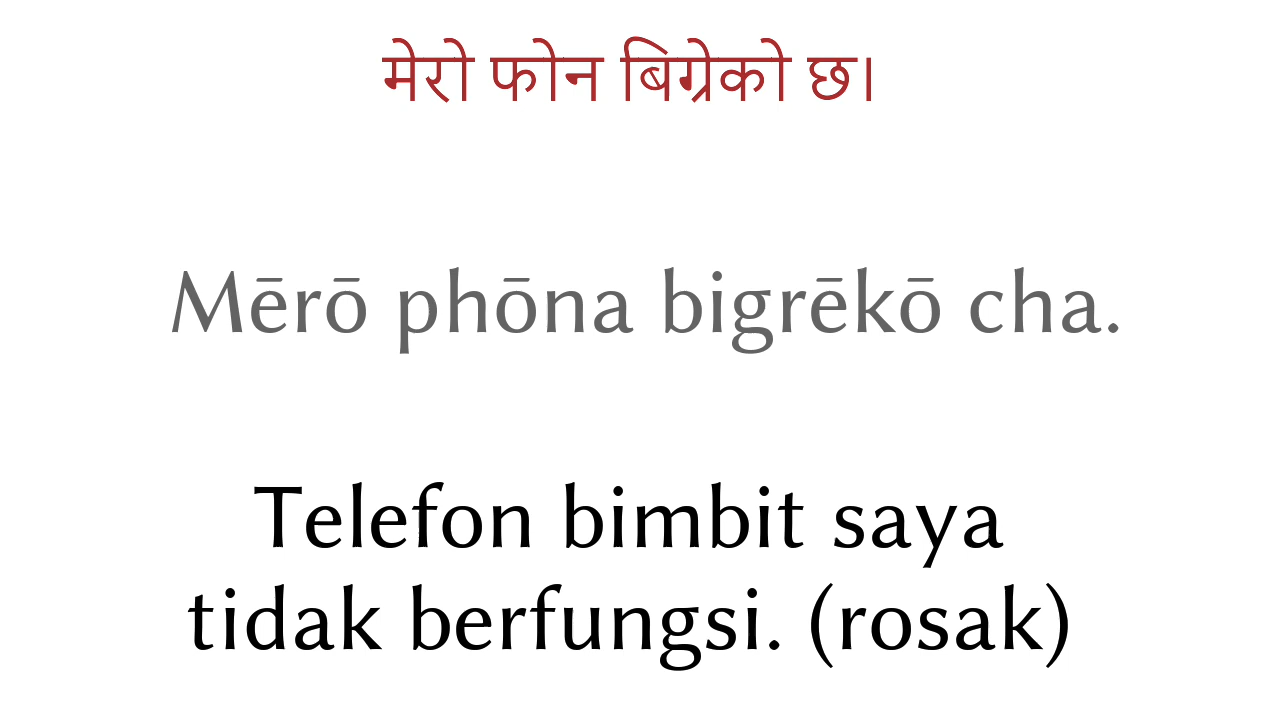 मेरो फोन बिग्रेको छ।
Mērō phōna bigrēkō cha.
Telefon bimbit saya
tidak berfungsi. (rosak)